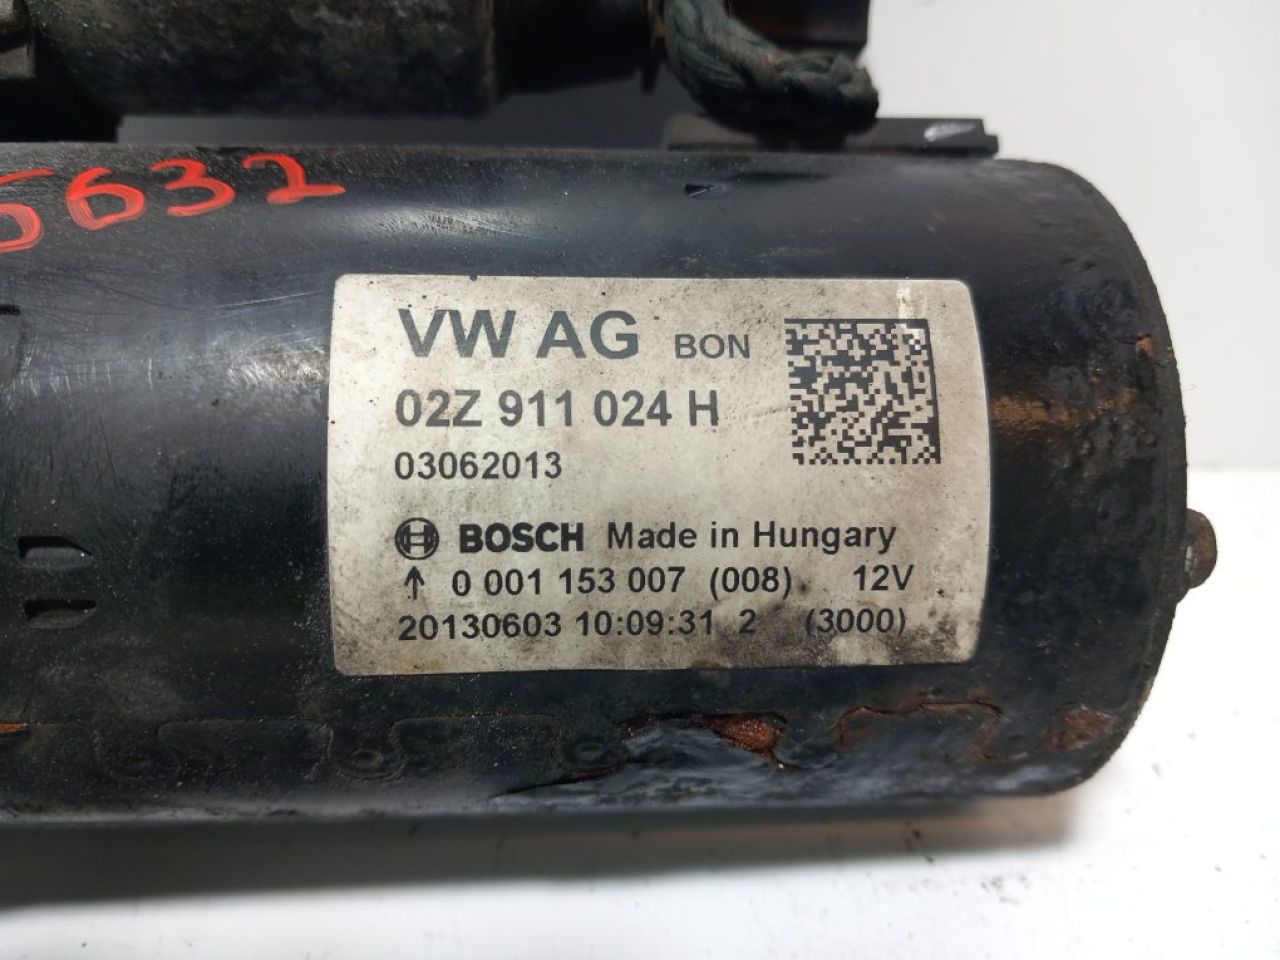 5632
VW AG BON
02Z 911 024 H
03062013
BOSCH Made in Hungary
↑ 0 001 153 007 (008) 12V
20130603 10:09:31 2 (3000)